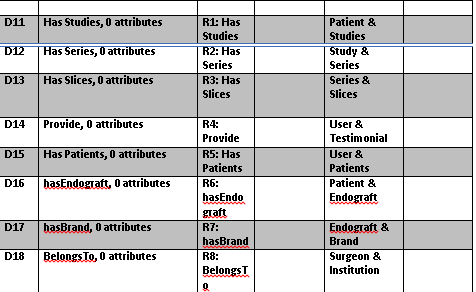 D11 Has Studies, 0 attributes R1: Has Patient &
Studies Studies
D12 Has Series, 0 attributes R2: Has Study &
Series Series
D13 Has Slices, 0 attributes R3: Has Series &
Slices Slices
D14 Provide, 0 attributes R4: User &
Provide Testimonial
D15 Has Patients, 0 attributes R5: Has User &
Patients Patients
D16 hasEndograft, 0 attributes R6: Patient &
hasEndo Endograft
graft
D17 hasBrand, 0 attributes R7: Endograft &
hasBrand Brand
D18 BelongsTo, 0 attributes R8: Surgeon &
BelongsT Institution
o